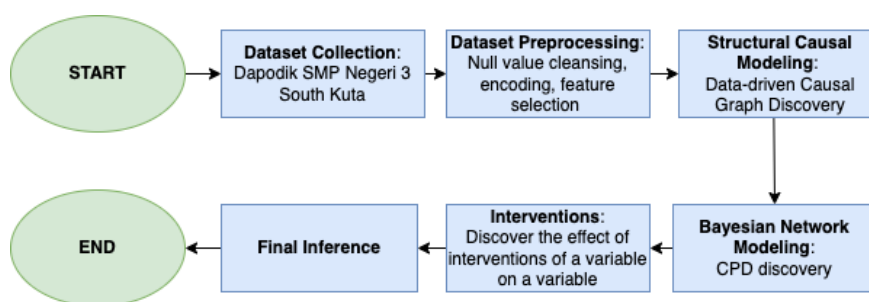 START
Dataset Collection:
Dapodik SMP Negeri 3
South Kuta
Dataset Preprocessing:
Null value cleansing,
encoding, feature
selection
Structural Causal
Modeling:
Data-driven Causal
Graph Discovery
Bayesian Network
Modeling:
CPD discovery
Interventions:
Discover the effect of
interventions of a variable
on a variable
Final Inference
END